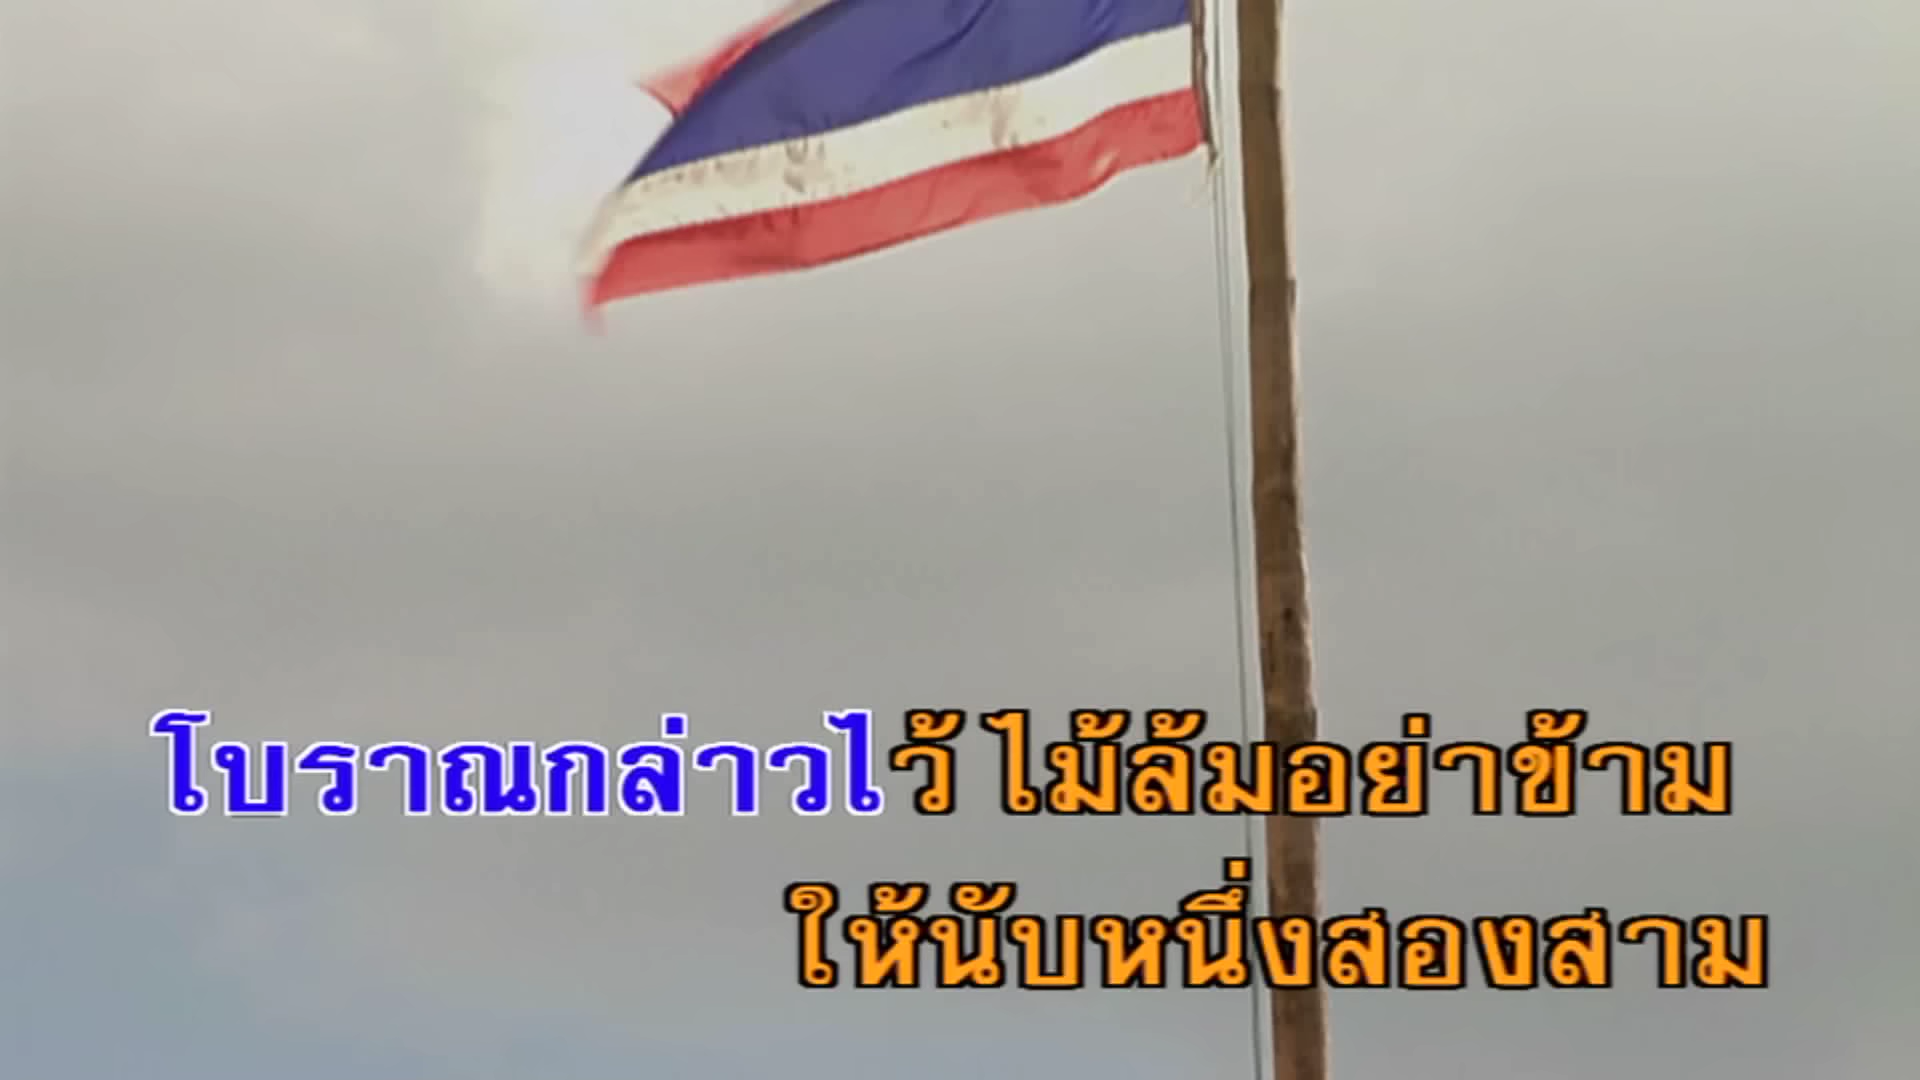 โบราณกล่าวไว้ ไม้ล้มอย่าข้าม
ให้นับหนึ่งสองสาม